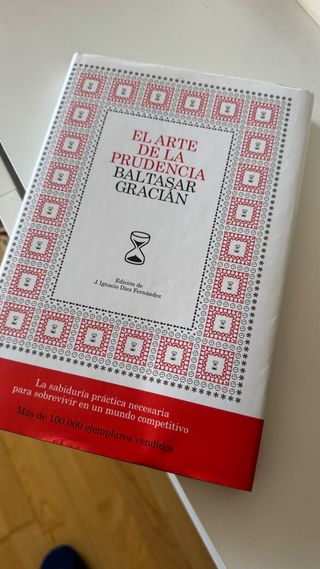 EL ARTE
DE LA
PRUDENCIA
BALTASAR
GRACIÁN
Edición de
J. Ignacio Díez Fernández
La sabiduría práctica necesaria
para sobrevivir en un mundo competitivo
Más de 100.000 ejemplares vendidos